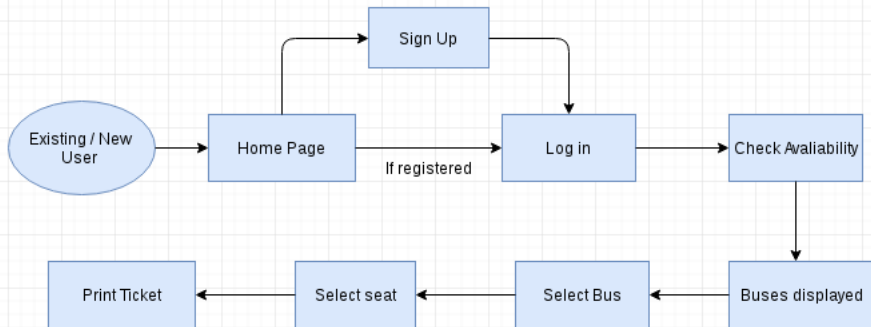 Sign Up
Existing / New
User
Home Page
If registered
Log in
Check Avaliability
Print Ticket
Select seat
Select Bus
Buses displayed